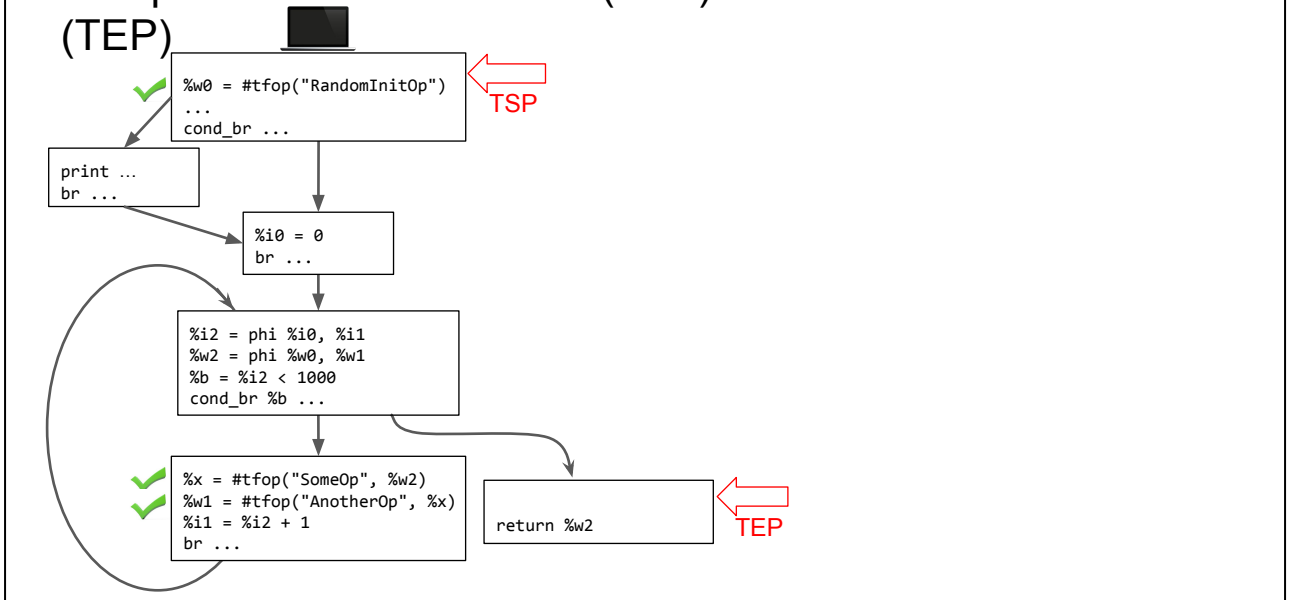 (TEP)
%w0 = #tfop("RandomInitOp")
...
cond_br ...
TSP
print ...
br ...
%i0 = 0
br ...
%i2 = phi %i0, %i1
%w2 = phi %w0, %w1
%b = %i2 < 1000
cond_br %b ...
%x = #tfop("SomeOp", %w2)
%w1 = #tfop("AnotherOp", %x)
%i1 = %i2 + 1
br ...
return %w2
TEP